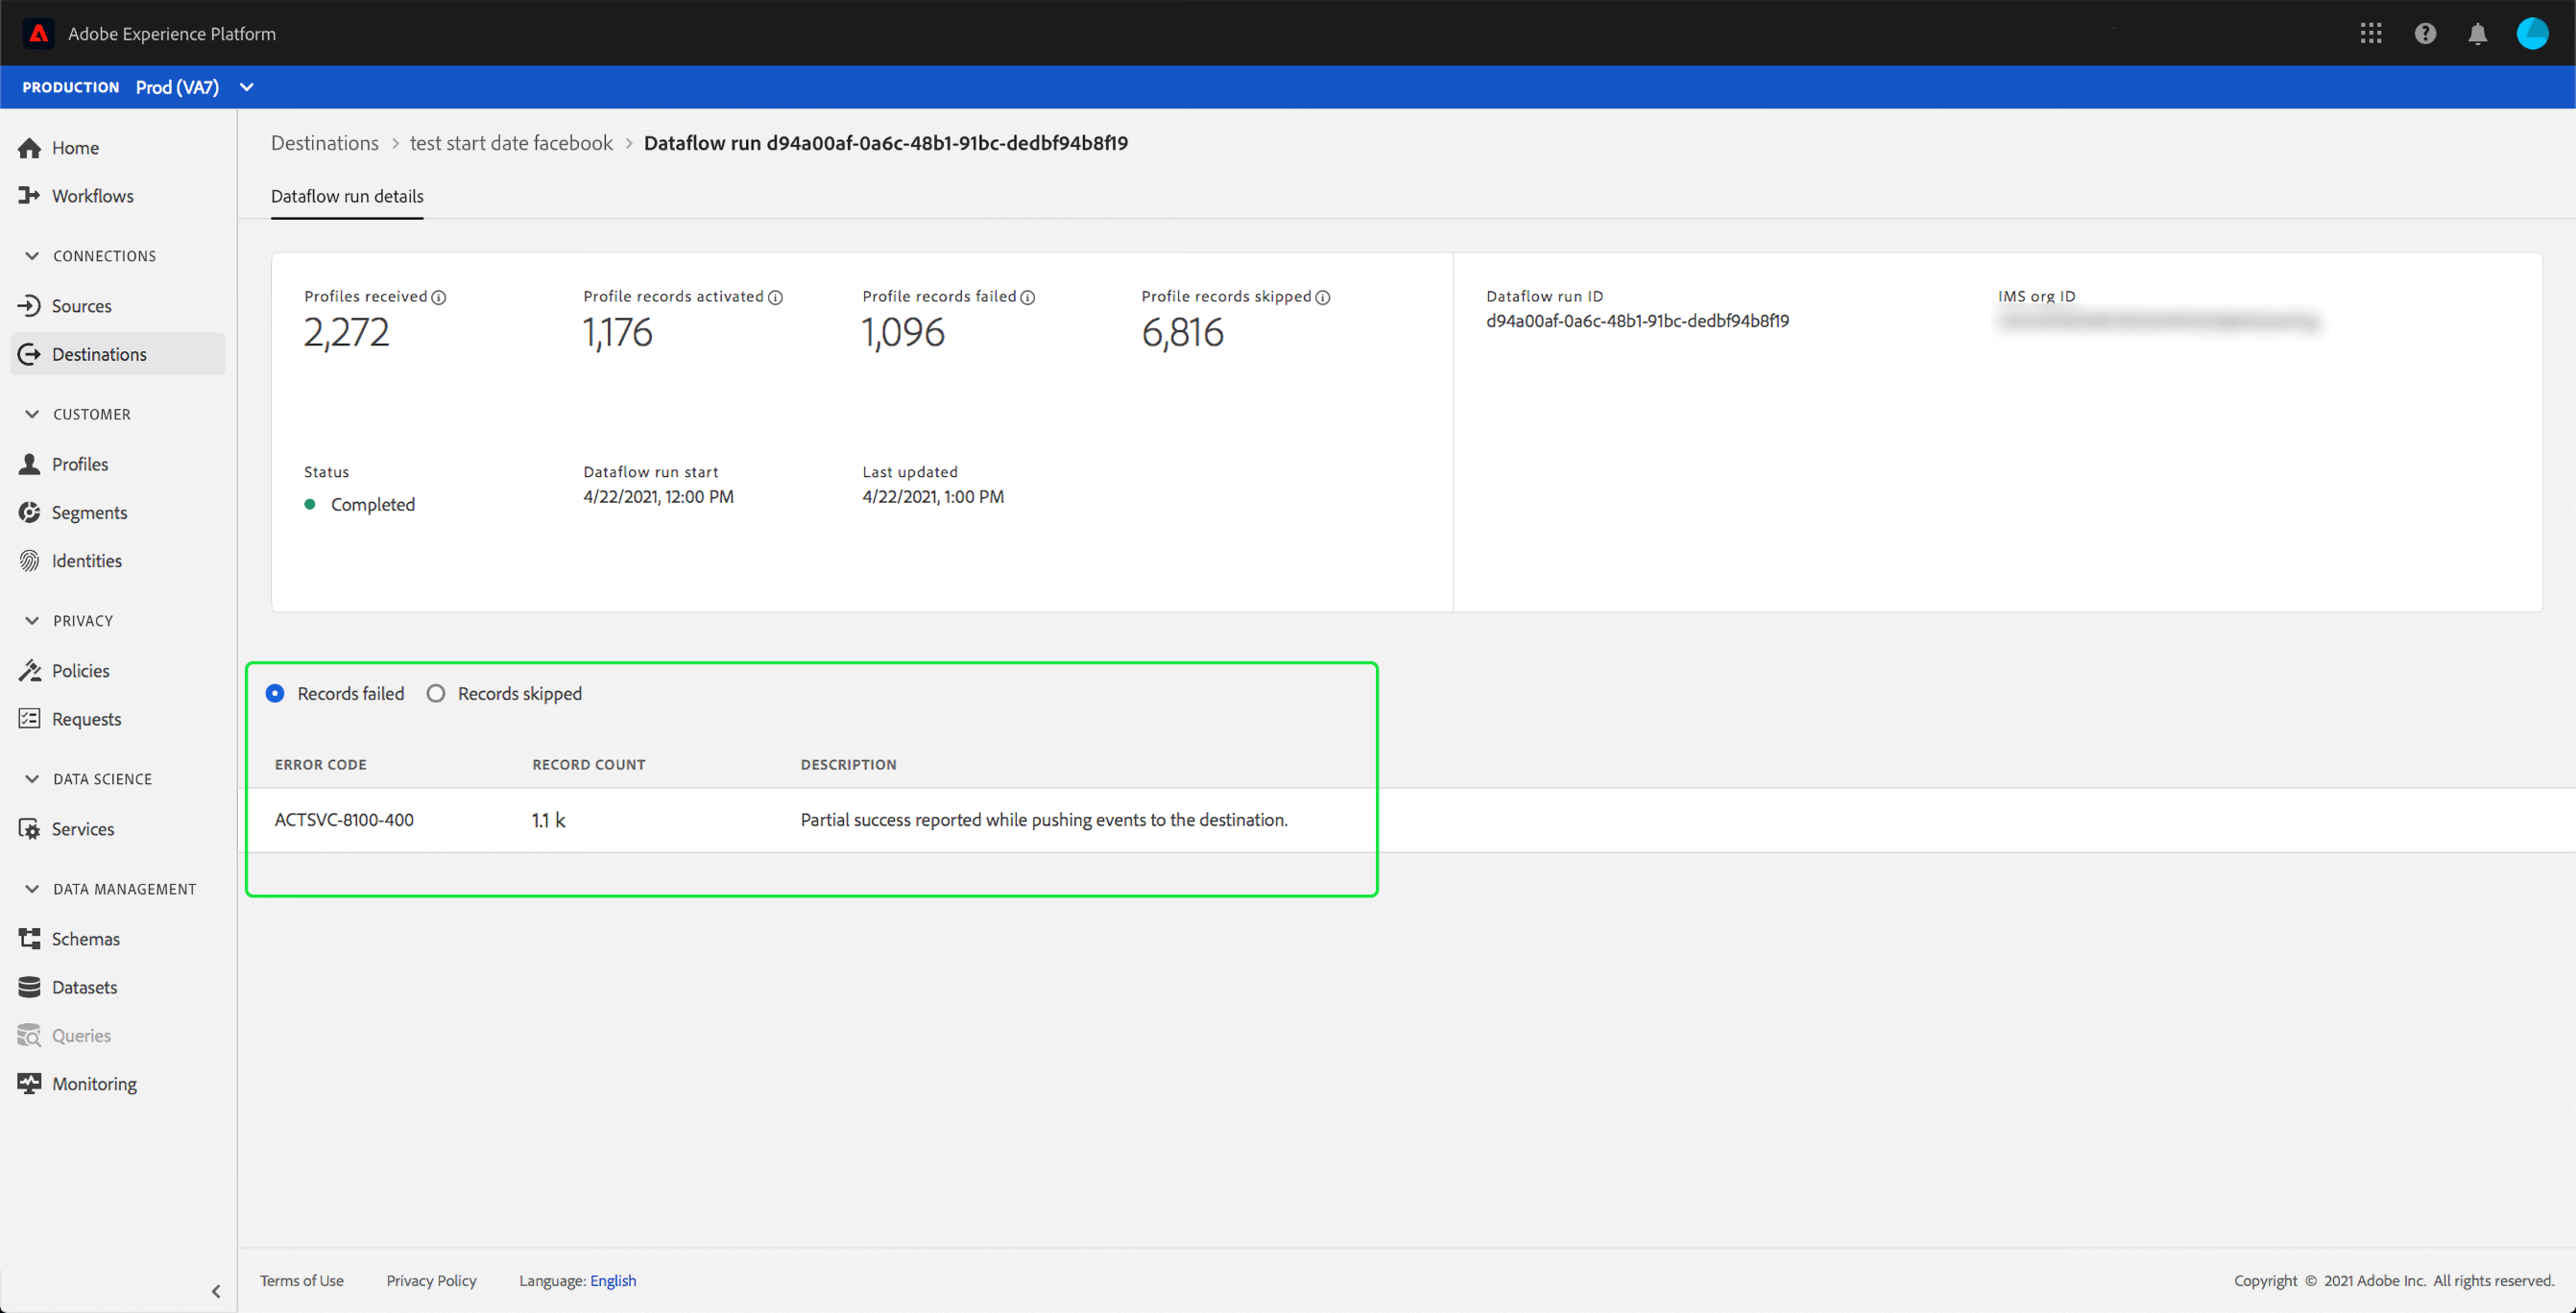 Adobe Experience Platform
PRODUCTION Prod (VA7)
Home
Workflows
CONNECTIONS
Sources
Destinations
CUSTOMER
Profiles
Segments
Identities
PRIVACY
Policies
Requests
DATA SCIENCE
Services
DATA MANAGEMENT
Schemas
Datasets
Queries
Monitoring
Destinations > test start date facebook > Dataflow run d94a00af-0a6c-48b1-91bc-dedbf94b8f19
Dataflow run details
Profiles received
2,272
Profile records activated
1,176
Profile records failed
1,096
Profile records skipped
6,816
Status
Completed
Dataflow run start
4/22/2021, 12:00 PM
Last updated
4/22/2021, 1:00 PM
Dataflow run ID
d94a00af-0a6c-48b1-91bc-dedbf94b8f19
IMS org ID
Records failed Records skipped
ERROR CODE RECORD COUNT DESCRIPTION
ACTSVC-8100-400 1.1 k Partial success reported while pushing events to the destination.
Terms of Use Privacy Policy Language: English Copyright © 2021 Adobe Inc. All rights reserved.